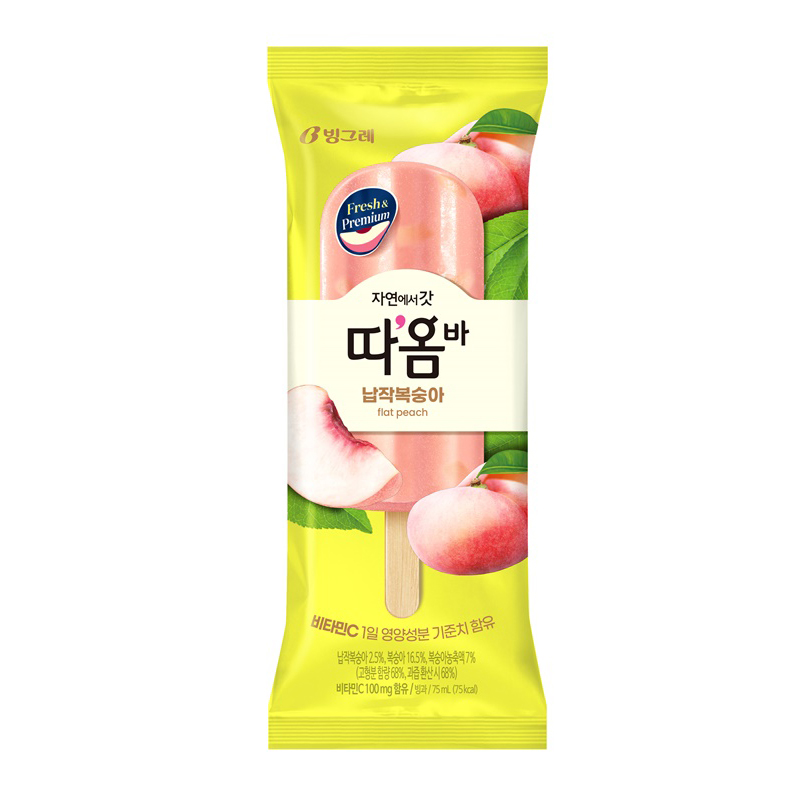 빙그레
Fresh &
Premium
자연에서 갓
따옴바
납작복숭아
flat peach
비타민C 1일 영양성분 기준치 함유
납작복숭아 2.5%, 복숭아 16.5%, 복숭아농축액 7%
(고형분 함량 68%, 과즙 환산 시 68%)
비타민C 100 mg 함유 / 빙과 / 75 mL (75 kcal)